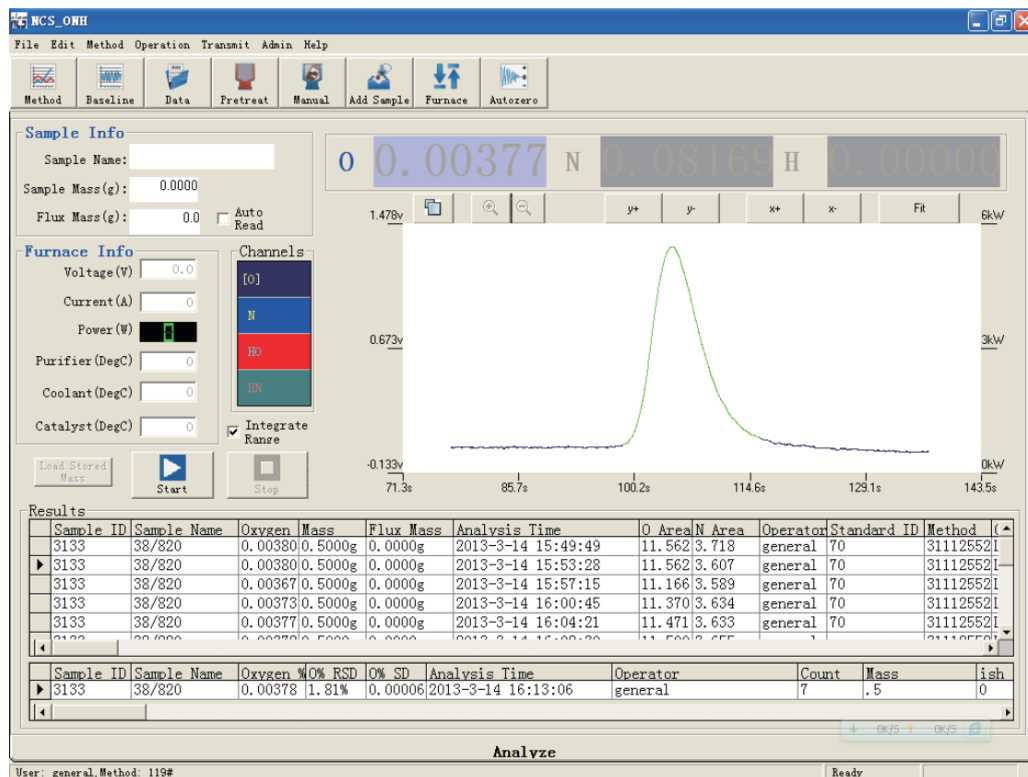 NCS_ONH
File Edit Method Operation Transmit Admin Help
Method Baseline Data Pretreat Manual Add Sample Furnace Autozero
Sample Info
Sample Name:
Sample Mass(g): 0.0000
Flux Mass(g): 0.0 Auto Read
O 0.00377 N 0.08169 H 0.00000
1.478v y+ y- x+ x- Fit 6kW
Furnace Info
Voltage(V) 0.0
Current(A) 0
Power(W)
Purifier(DegC) 0
Coolant(DegC) 0
Catalyst(DegC) 0
Channels
[O]
N
HO
HN
Integrate Range
0.673v 3kW
-0.133v 0kW
71.3s 85.7s 100.2s 114.6s 129.1s 143.5s
Load Stored Mass Start Stop
Results
Sample ID Sample Name Oxygen Mass Flux Mass Analysis Time O Area N Area Operator Standard ID Method
3133 38/820 0.00380 0.5000g 0.0000g 2013-3-14 15:49:49 11.562 3.718 general 70 31112552
3133 38/820 0.00380 0.5000g 0.0000g 2013-3-14 15:53:28 11.562 3.607 general 70 31112552
3133 38/820 0.00367 0.5000g 0.0000g 2013-3-14 15:57:15 11.166 3.589 general 70 31112552
3133 38/820 0.00373 0.5000g 0.0000g 2013-3-14 16:00:45 11.370 3.634 general 70 31112552
3133 38/820 0.00377 0.5000g 0.0000g 2013-3-14 16:04:21 11.471 3.633 general 70 31112552
Sample ID Sample Name Oxygen % O% RSD O% SD Analysis Time Operator Count Mass ish
3133 38/820 0.00378 1.81% 0.00006 2013-3-14 16:13:06 general 7 .5 0
0K/S 0K/S
Analyze
User: general,Method: 119# Ready